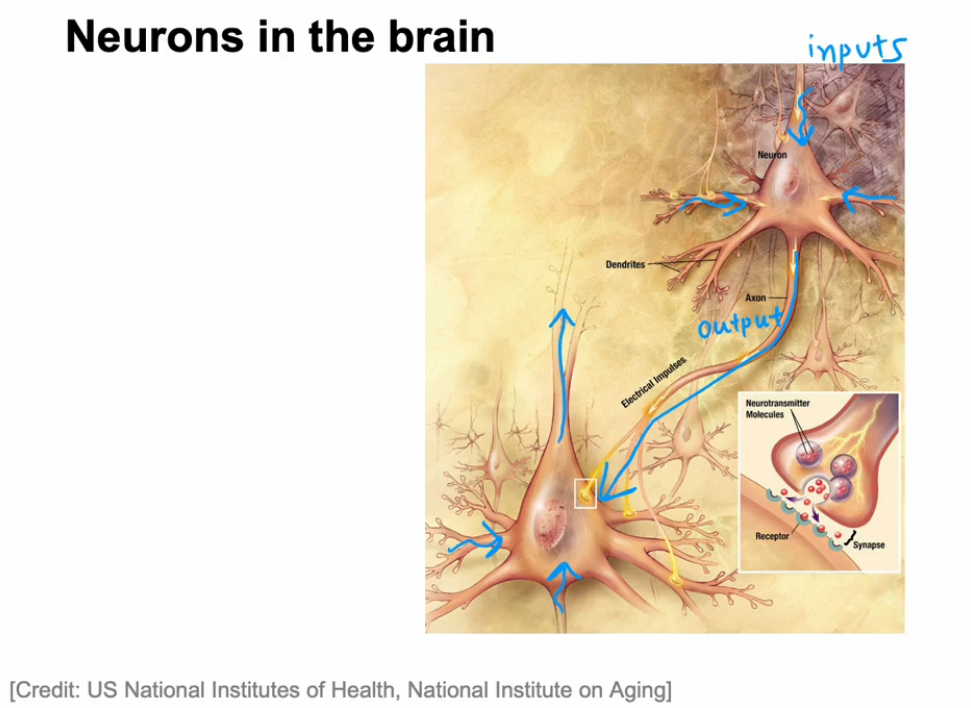 Neurons in the brain
inputs
Neuron
Dendrites
Axon
output
Electrical Impulses
Neurotransmitter
Molecules
Receptor
Synapse
[Credit: US National Institutes of Health, National Institute on Aging]